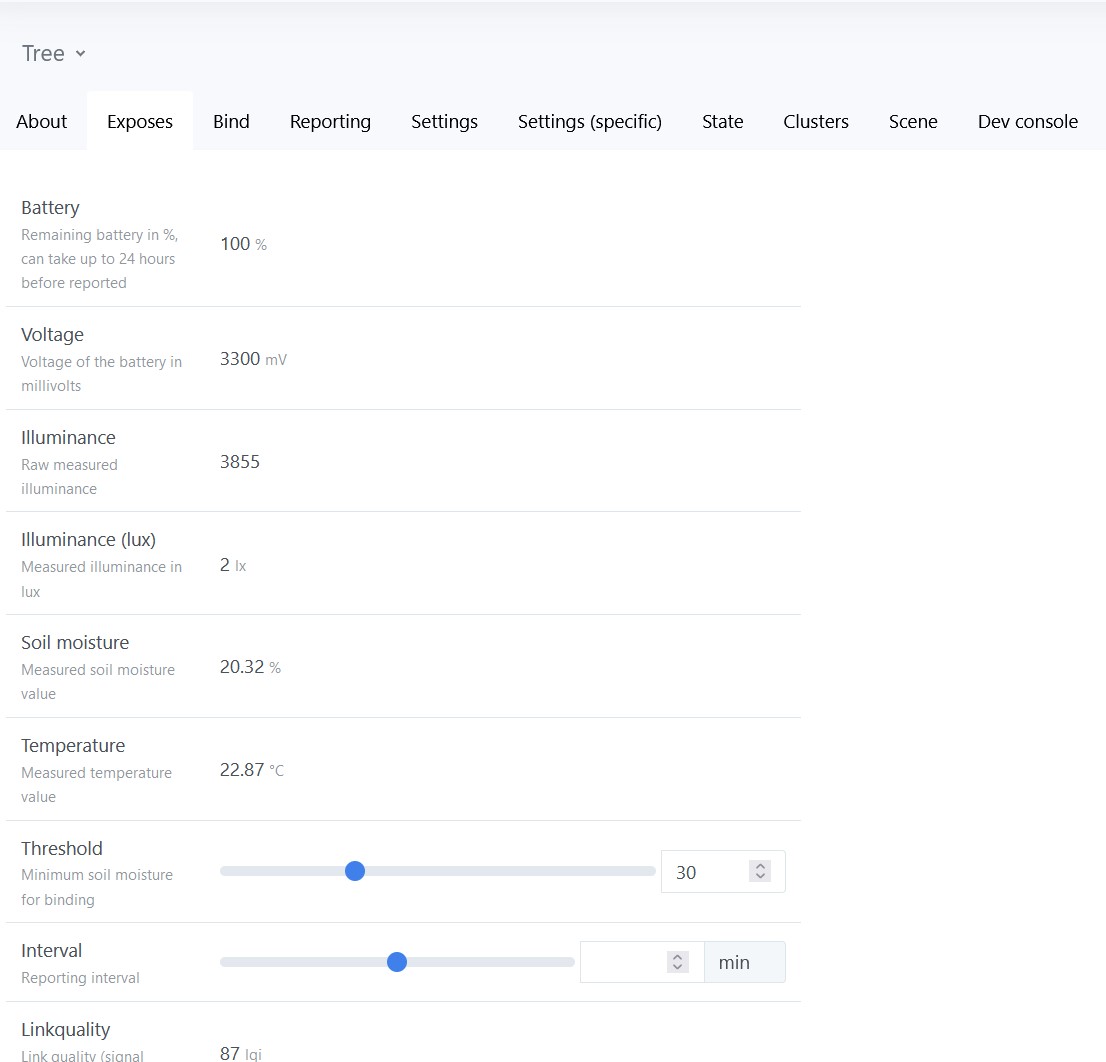 Tree
About Exposes Bind Reporting Settings Settings (specific) State Clusters Scene Dev console
Battery
Remaining battery in %,
can take up to 24 hours
before reported
100 %
Voltage
Voltage of the battery in
millivolts
3300 mV
Illuminance
Raw measured
illuminance
3855
Illuminance (lux)
Measured illuminance in
lux
2 lx
Soil moisture
Measured soil moisture
value
20.32 %
Temperature
Measured temperature
value
22.87 °C
Threshold
Minimum soil moisture
for binding
30
Interval
Reporting interval
min
Linkquality
Link quality (signal
87 lqi